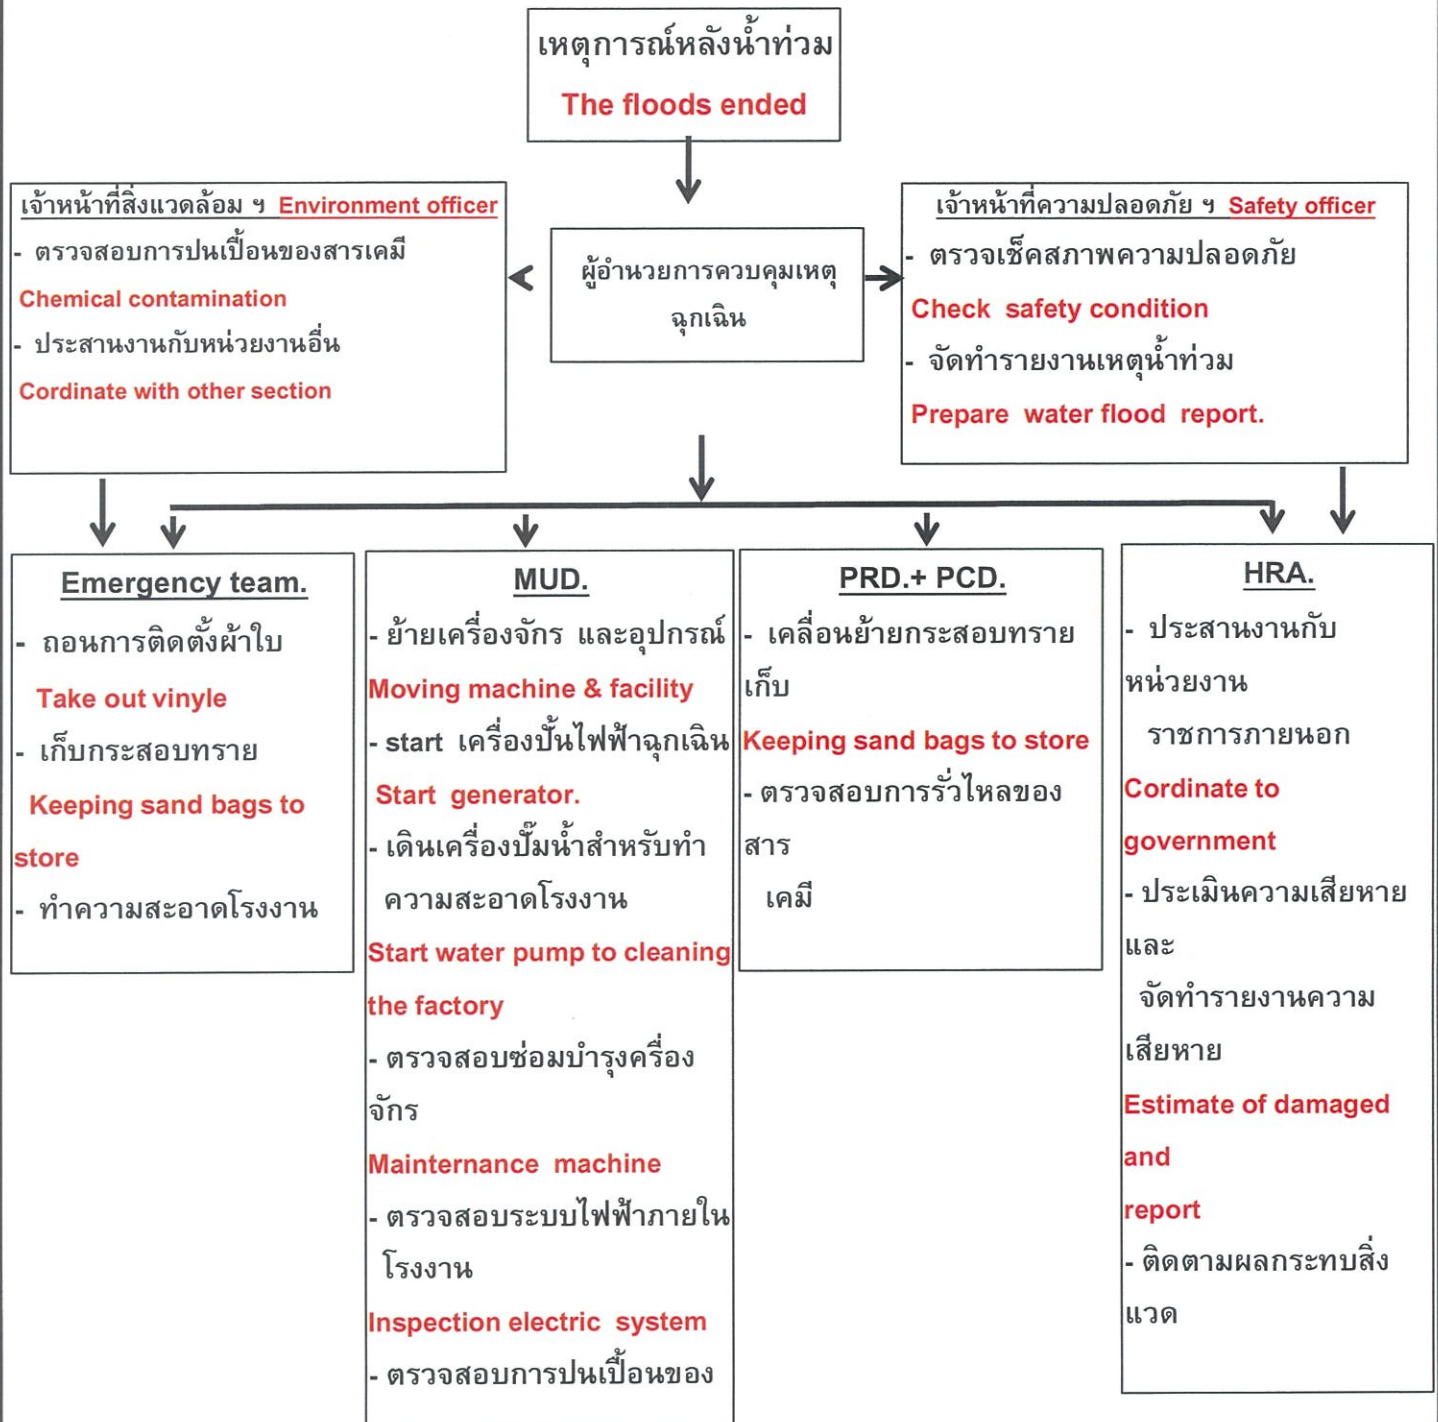 เหตุการณ์หลังน้ำท่วม
The floods ended
เจ้าหน้าที่สิ่งแวดล้อม ฯ Environment officer
- ตรวจสอบการปนเปื้อนของสารเคมี
Chemical contamination
- ประสานงานกับหน่วยงานอื่น
Cordinate with other section
ผู้อำนวยการควบคุมเหตุ
ฉุกเฉิน
เจ้าหน้าที่ความปลอดภัย ฯ Safety officer
- ตรวจเช็คสภาพความปลอดภัย
Check safety condition
- จัดทำรายงานเหตุน้ำท่วม
Prepare water flood report.
Emergency team.
- ถอนการติดตั้งผ้าใบ
Take out vinyle
- เก็บกระสอบทราย
Keeping sand bags to
store
- ทำความสะอาดโรงงาน
MUD.
- ย้ายเครื่องจักร และอุปกรณ์
Moving machine & facility
- start เครื่องปั้นไฟฟ้าฉุกเฉิน
Start generator.
- เดินเครื่องปั๊มน้ำสำหรับทำ
ความสะอาดโรงงาน
Start water pump to cleaning
the factory
- ตรวจสอบซ่อมบำรุงครื่อง
จักร
Mainternance machine
- ตรวจสอบระบบไฟฟ้าภายใน
โรงงาน
Inspection electric system
- ตรวจสอบการปนเปื้อนของ
PRD.+ PCD.
- เคลื่อนย้ายกระสอบทราย
เก็บ
Keeping sand bags to store
- ตรวจสอบการรั่วไหลของ
สาร
เคมี
HRA.
- ประสานงานกับ
หน่วยงาน
ราชการภายนอก
Cordinate to
government
- ประเมินความเสียหาย
และ
จัดทำรายงานความ
เสียหาย
Estimate of damaged
and
report
- ติดตามผลกระทบสิ่ง
แวด